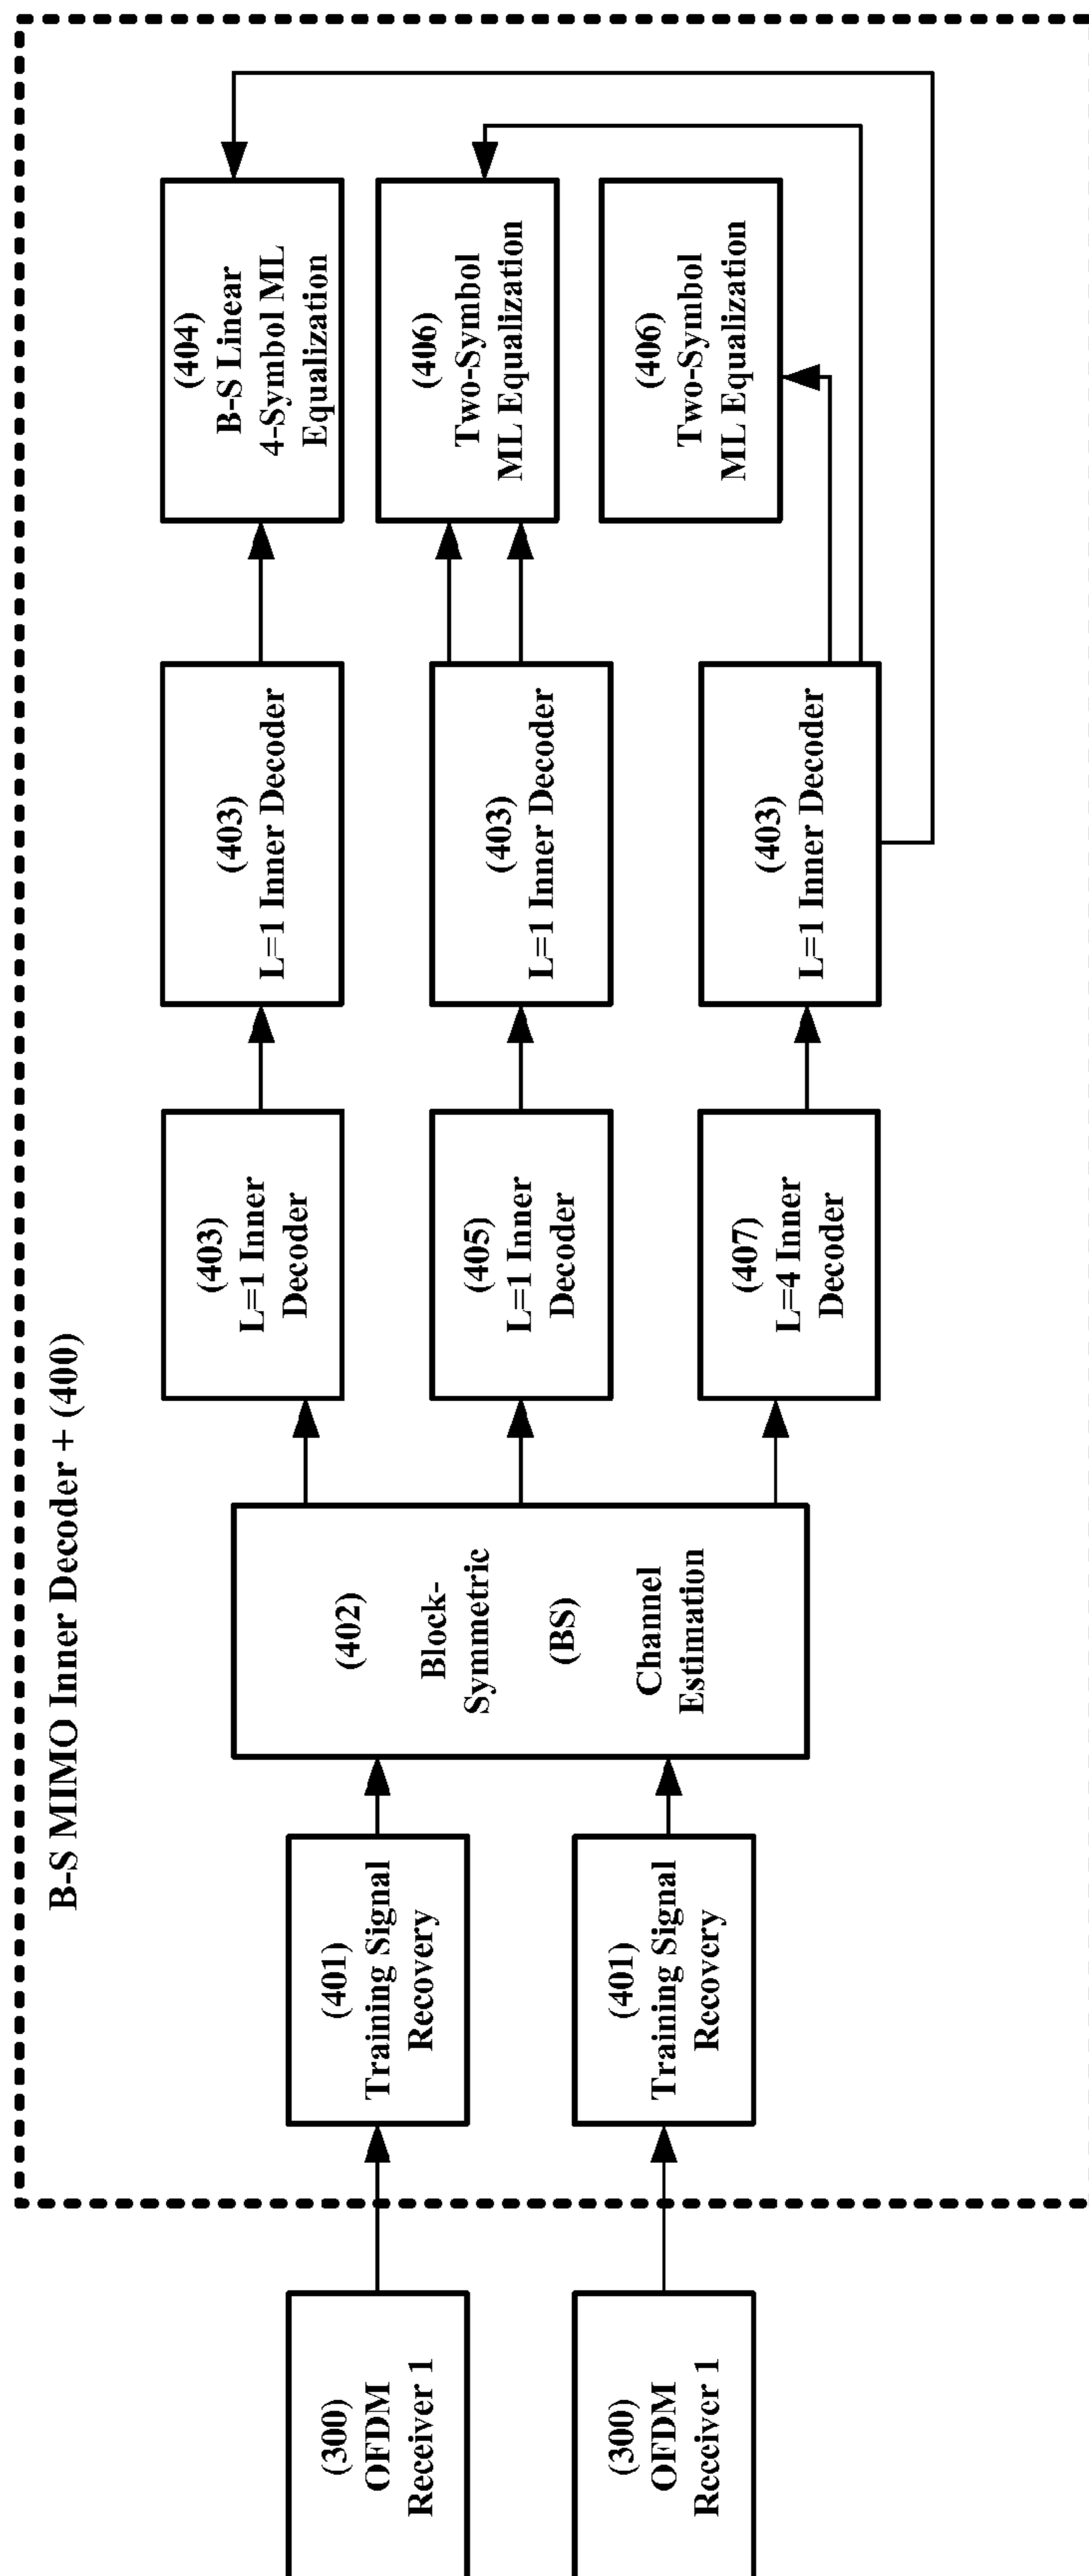 B-S MIMO Inner Decoder + (400)
(300)
OFDM
Receiver 1
(300)
OFDM
Receiver 1
(401)
Training Signal
Recovery
(401)
Training Signal
Recovery
(402)
Block-
Symmetric
(BS)
Channel
Estimation
(403)
L=1 Inner
Decoder
(405)
L=1 Inner
Decoder
(407)
L=4 Inner
Decoder
(403)
L=1 Inner Decoder
(403)
L=1 Inner Decoder
(403)
L=1 Inner Decoder
(404)
B-S Linear
4-Symbol ML
Equalization
(406)
Two-Symbol
ML Equalization
(406)
Two-Symbol
ML Equalization